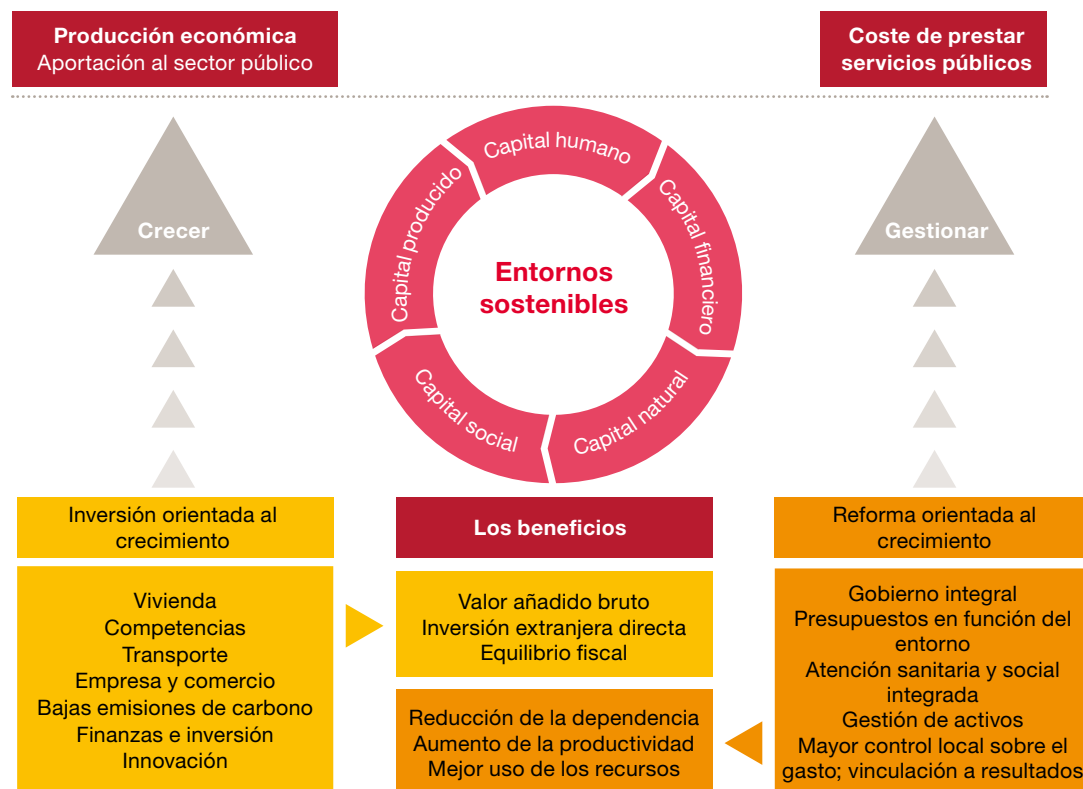 Producción económica
Aportación al sector público
Coste de prestar
servicios públicos
Crecer
Capital humano
Capital financiero
Capital natural
Capital social
Capital producido
Entornos
sostenibles
Gestionar
Inversión orientada al
crecimiento
Vivienda
Competencias
Transporte
Empresa y comercio
Bajas emisiones de carbono
Finanzas e inversión
Innovación
Los beneficios
Valor añadido bruto
Inversión extranjera directa
Equilibrio fiscal
Reducción de la dependencia
Aumento de la productividad
Mejor uso de los recursos
Reforma orientada al
crecimiento
Gobierno integral
Presupuestos en función del
entorno
Atención sanitaria y social
integrada
Gestión de activos
Mayor control local sobre el
gasto; vinculación a resultados